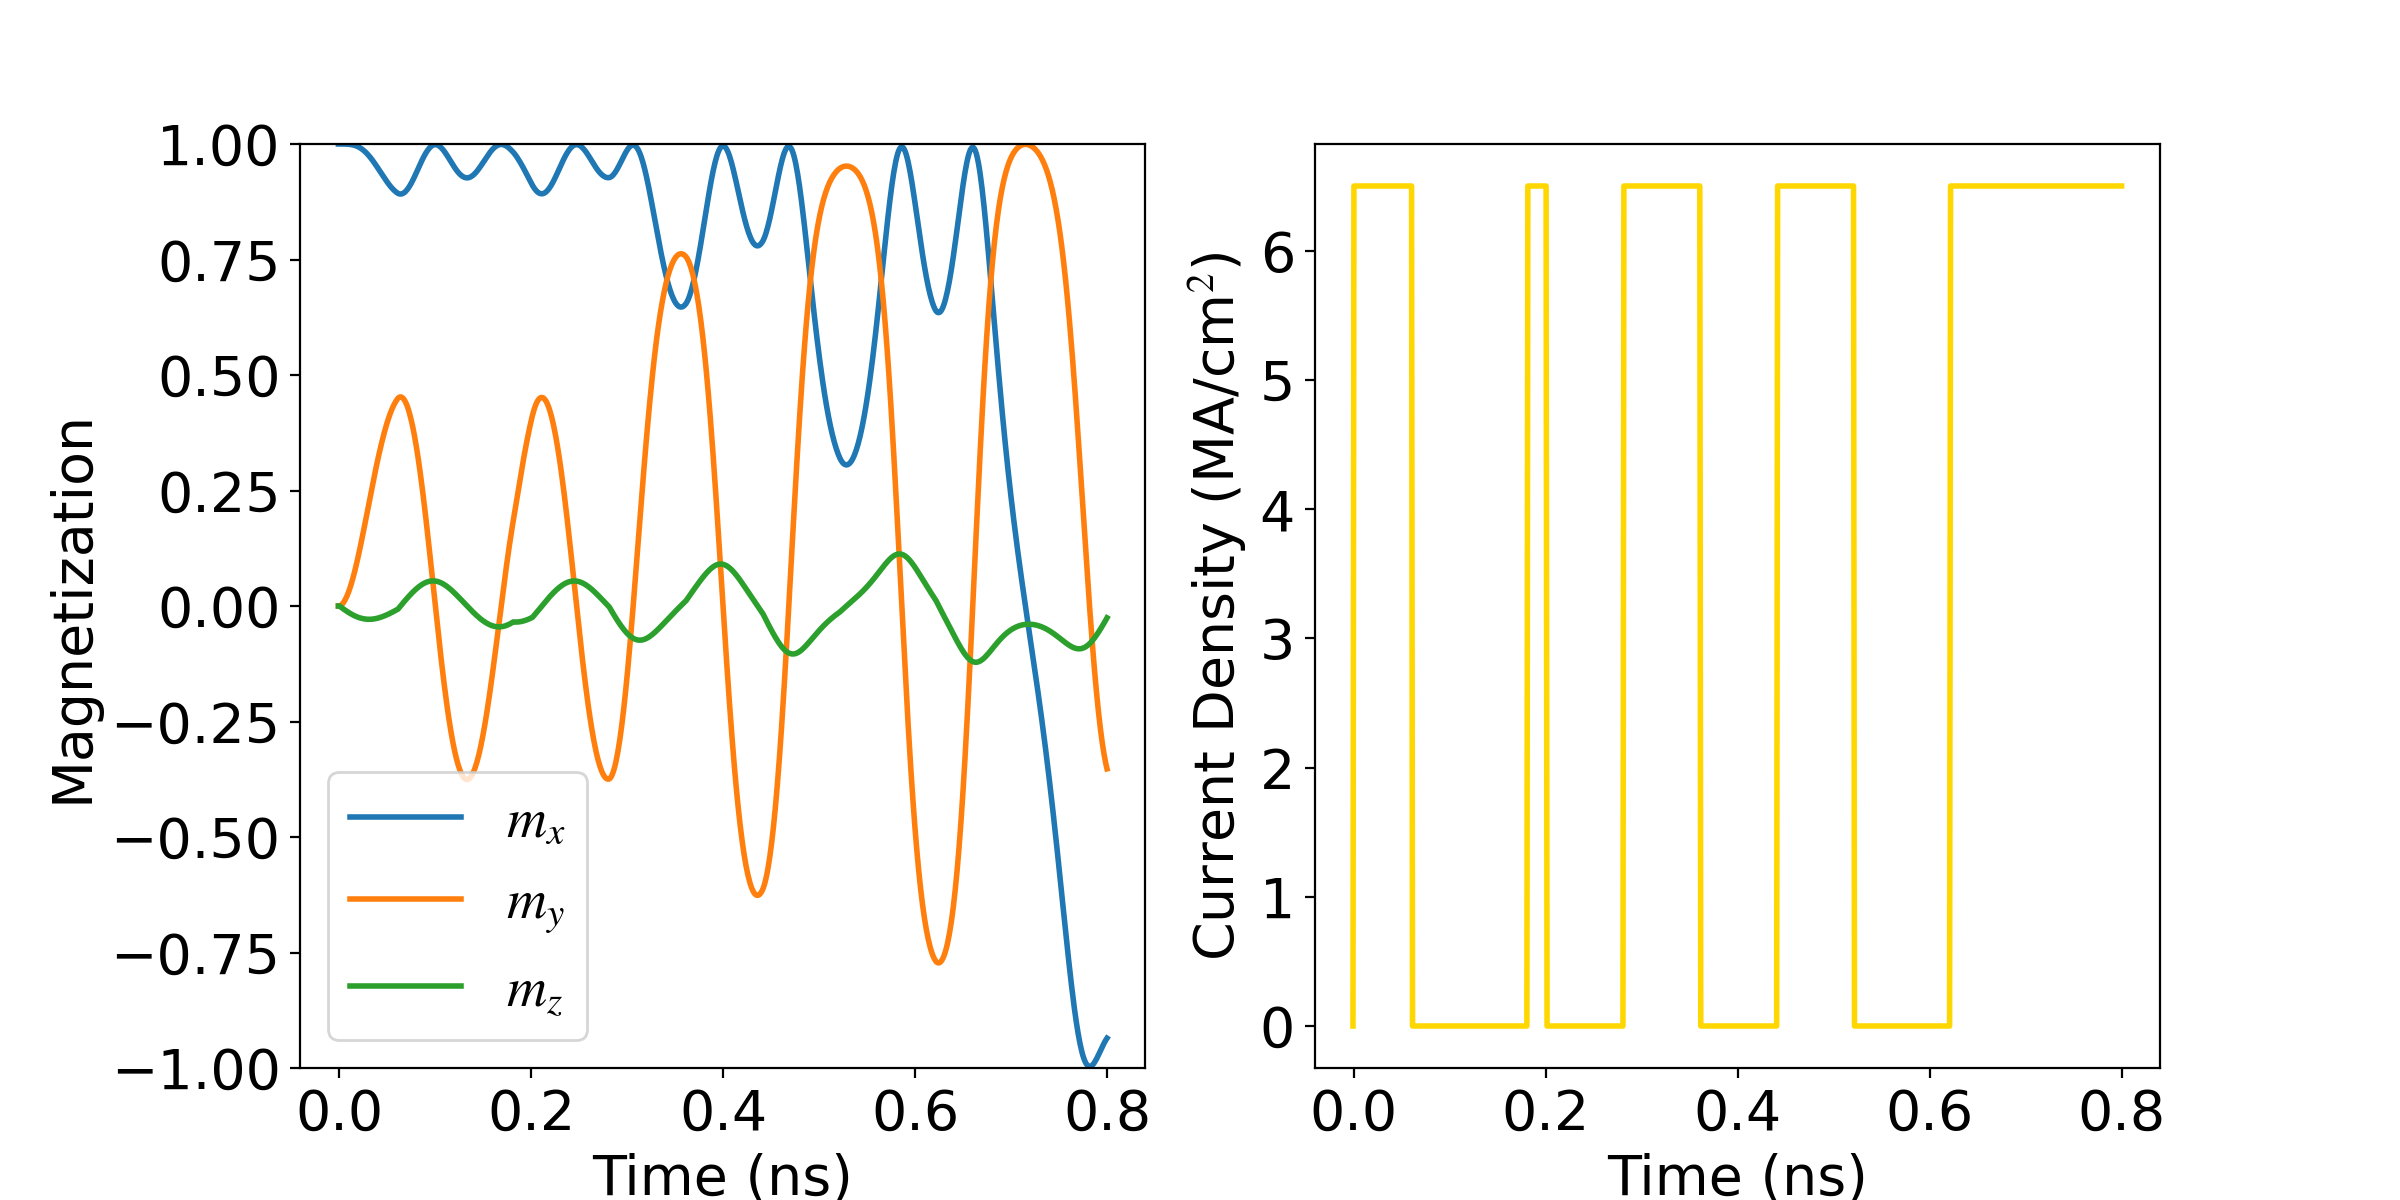 Magnetization
1.00
0.75
0.50
0.25
0.00
−0.25
−0.50
−0.75
−1.00
m_x
m_y
m_z
0.0 0.2 0.4 0.6 0.8
Time (ns)
Current Density (MA/cm²)
6
5
4
3
2
1
0
0.0 0.2 0.4 0.6 0.8
Time (ns)